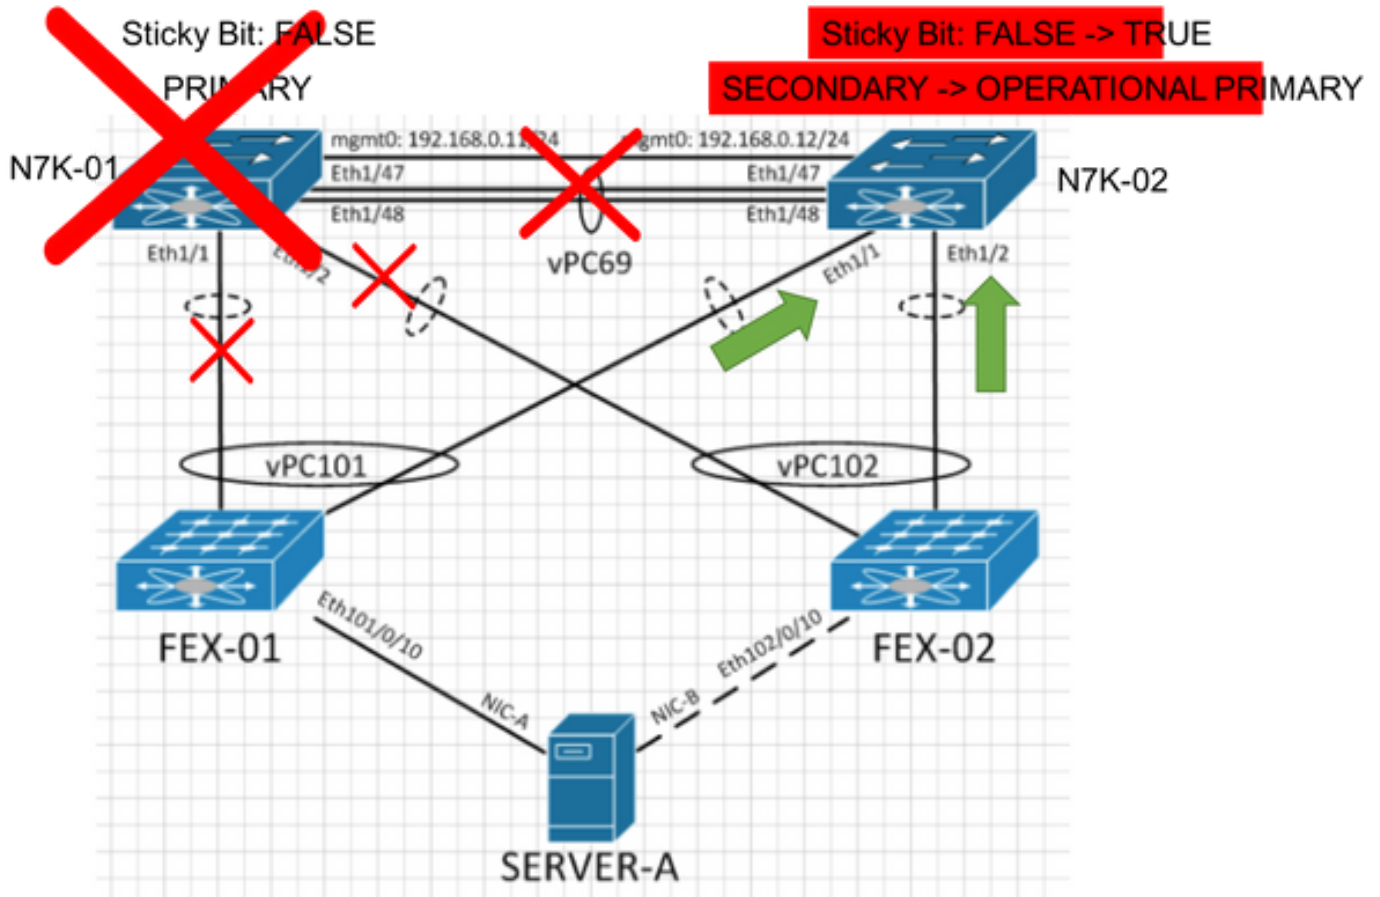 Sticky Bit: FALSE
PRIMARY
Sticky Bit: FALSE -> TRUE
SECONDARY -> OPERATIONAL PRIMARY
mgmt0: 192.168.0.11/24
mgmt0: 192.168.0.12/24
N7K-01
Eth1/47
Eth1/47
N7K-02
Eth1/48
Eth1/48
Eth1/1
Eth1/2
vPC69
Eth1/1
Eth1/2
vPC101
vPC102
Eth101/0/10
Eth102/0/10
FEX-01
FEX-02
NIC-A
NIC-B
SERVER-A